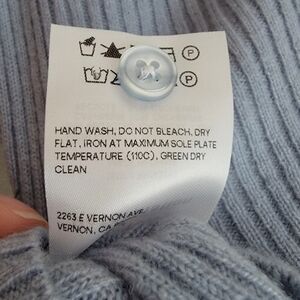 P
P
HAND WASH, DO NOT BLEACH, DRY
FLAT, IRON AT MAXIMUM SOLE PLATE
TEMPERATURE (110C), GREEN DRY
CLEAN
2263 E VERNON AVE
VERNON, CA